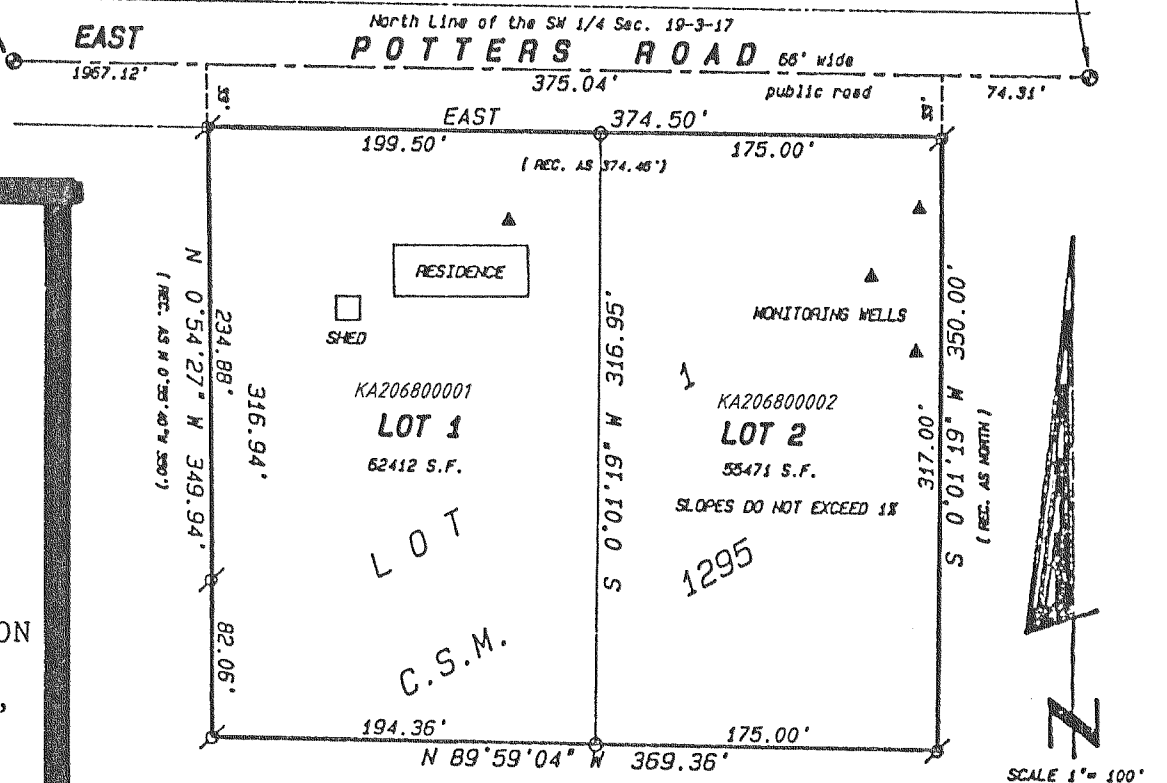 North Line of the SW 1/4 Sec. 19-3-17
EAST
POTTERS ROAD 66' wide
1967.12'
375.04'
public road
74.31'
33'
33'
EAST 374.50'
199.50'
175.00'
( REC. AS 374.46')
RESIDENCE
SHED
MONITORING WELLS
N 0°54'27" W 349.94'
234.88'
316.94'
82.06'
S 0°01'19" W 316.95'
317.00'
S 0°01'19" W 350.00'
( REC. AS NORTH )
KA206800001
LOT 1
62412 S.F.
1
KA206800002
LOT 2
55471 S.F.
SLOPES DO NOT EXCEED 1%
LOT
1295
C.S.M.
ON
,
194.36'
175.00'
N 89°59'04" W 369.36'
N
SCALE 1"= 100'